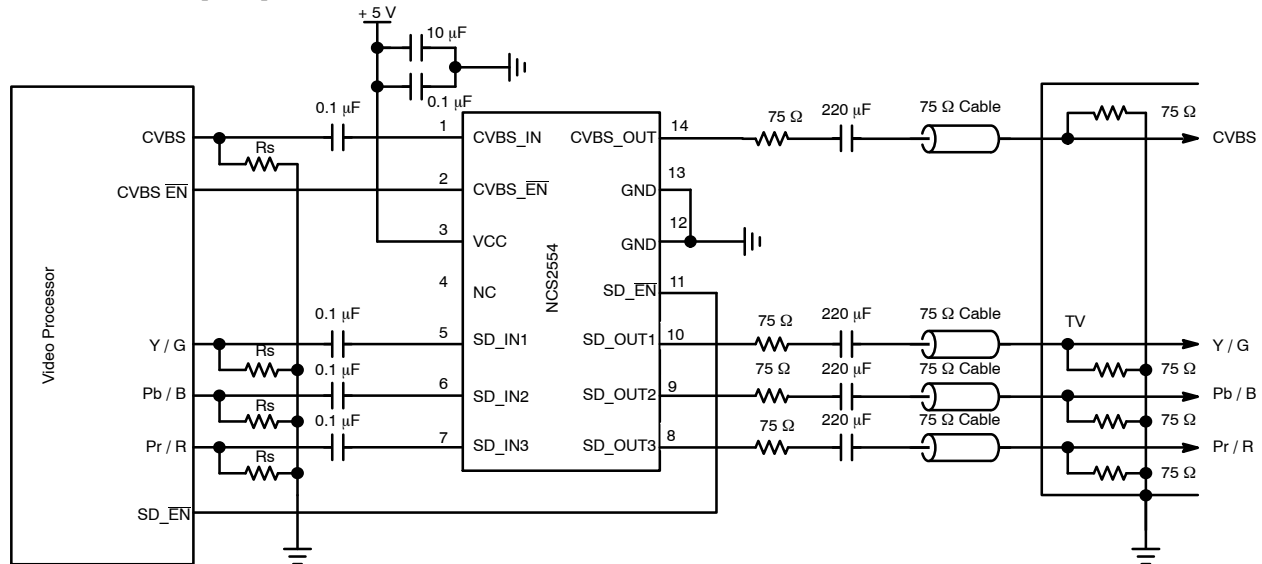 + 5 V
10 μF
0.1 μF
0.1 μF
75 Ω
220 μF
75 Ω Cable
75 Ω
CVBS
1
CVBS_IN
CVBS_OUT
14
CVBS
Rs
CVBS E̅N̅
2
CVBS_E̅N̅
GND
13
3
VCC
GND
12
4
NC
SD_E̅N̅
11
NCS2554
Video Processor
0.1 μF
75 Ω
220 μF
75 Ω Cable
TV
Y / G
5
SD_IN1
SD_OUT1
10
Y / G
Rs
0.1 μF
75 Ω
220 μF
75 Ω Cable
75 Ω
Pb / B
6
SD_IN2
SD_OUT2
9
Pb / B
Rs
0.1 μF
75 Ω
220 μF
75 Ω Cable
75 Ω
Pr / R
7
SD_IN3
SD_OUT3
8
Pr / R
Rs
75 Ω
SD_E̅N̅